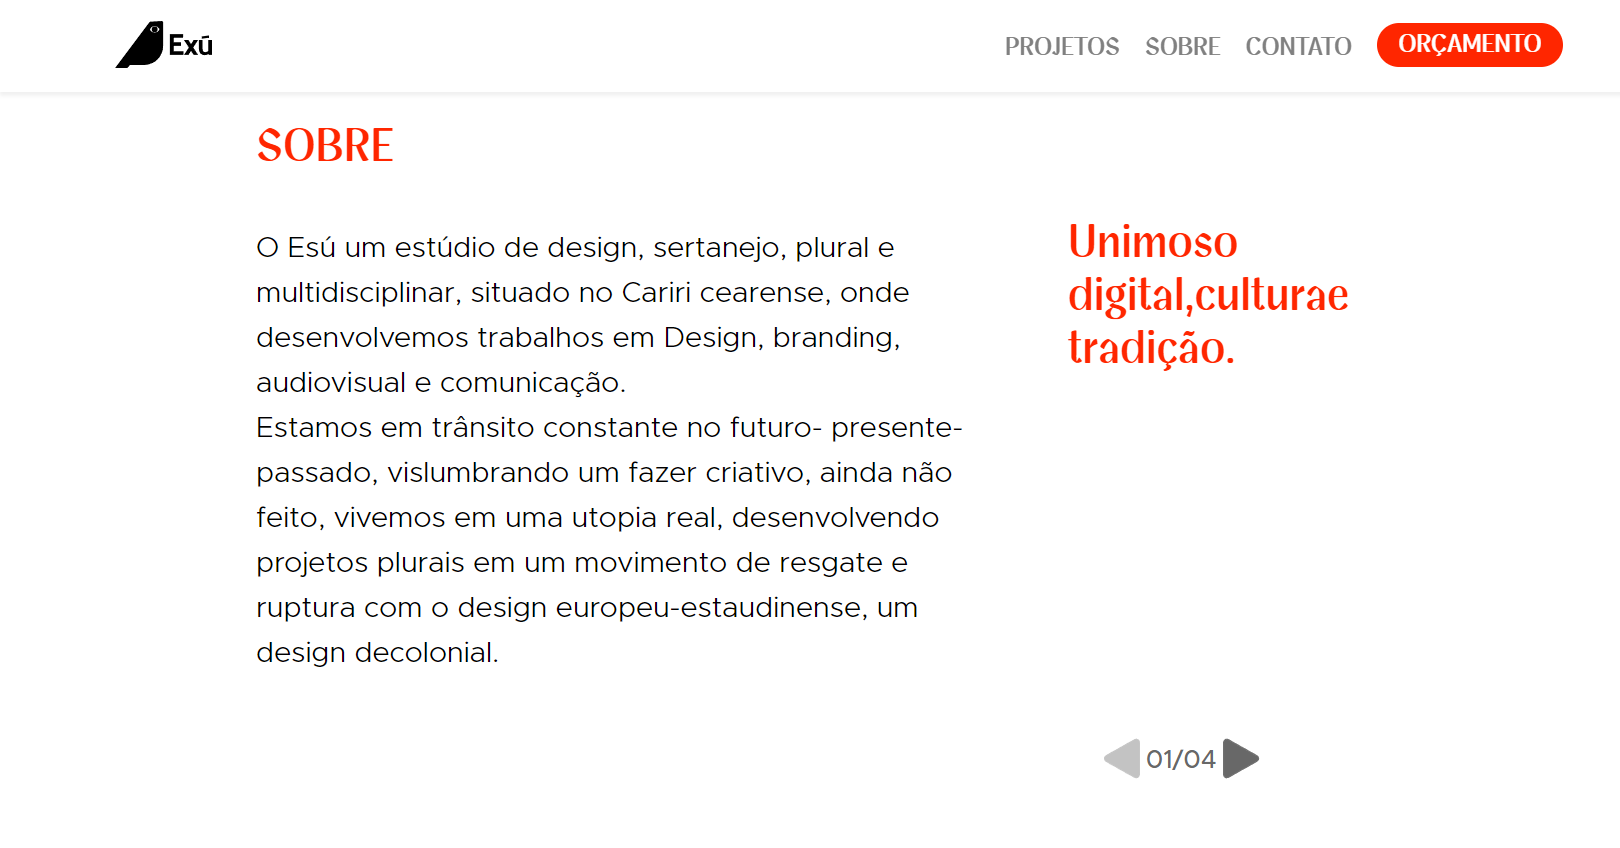 Exú
PROJETOS SOBRE CONTATO ORÇAMENTO
SOBRE
O Esú um estúdio de design, sertanejo, plural e
multidisciplinar, situado no Cariri cearense, onde
desenvolvemos trabalhos em Design, branding,
audiovisual e comunicação.
Estamos em trânsito constante no futuro- presente-
passado, vislumbrando um fazer criativo, ainda não
feito, vivemos em uma utopia real, desenvolvendo
projetos plurais em um movimento de resgate e
ruptura com o design europeu-estaudinense, um
design decolonial.
Unimoso
digital,culturae
tradição.
01/04